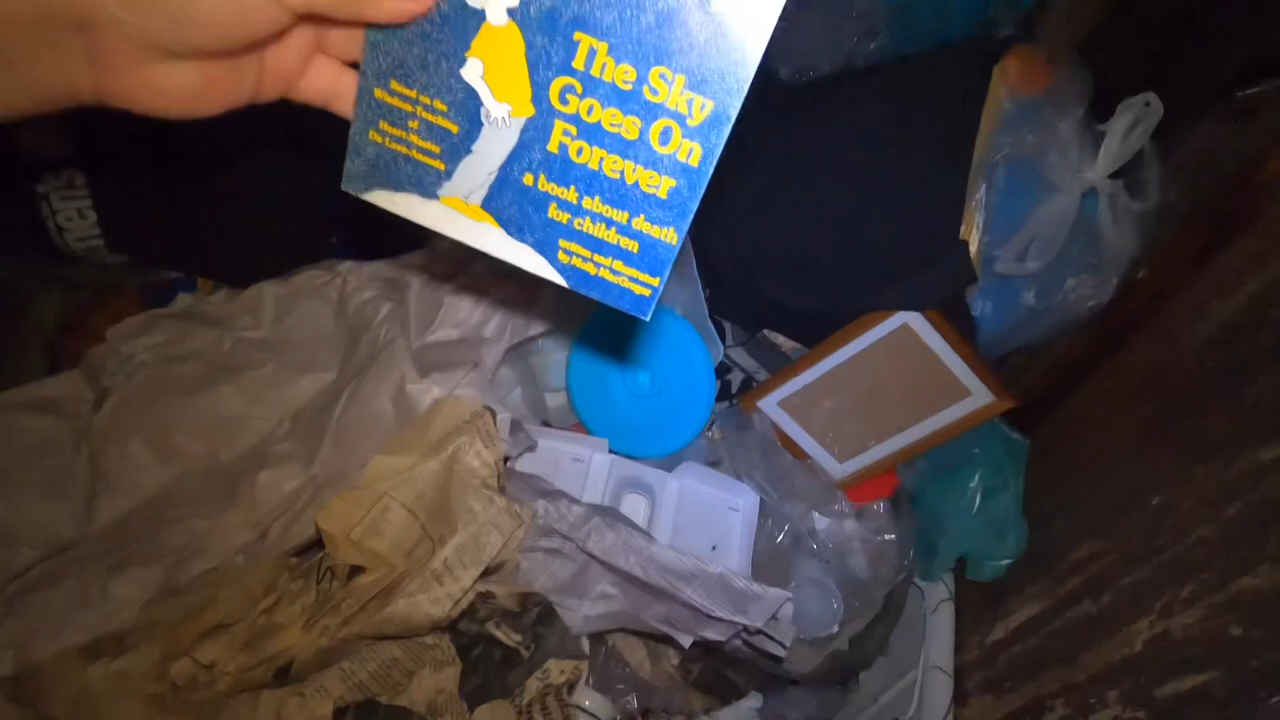 The Sky
Goes On
Forever
a book about death
for children
written and illustrated
by Molly MacGregor
Based on the
Wisdom-Teaching
of
Heart-Master
Da Love-Ananda
men's